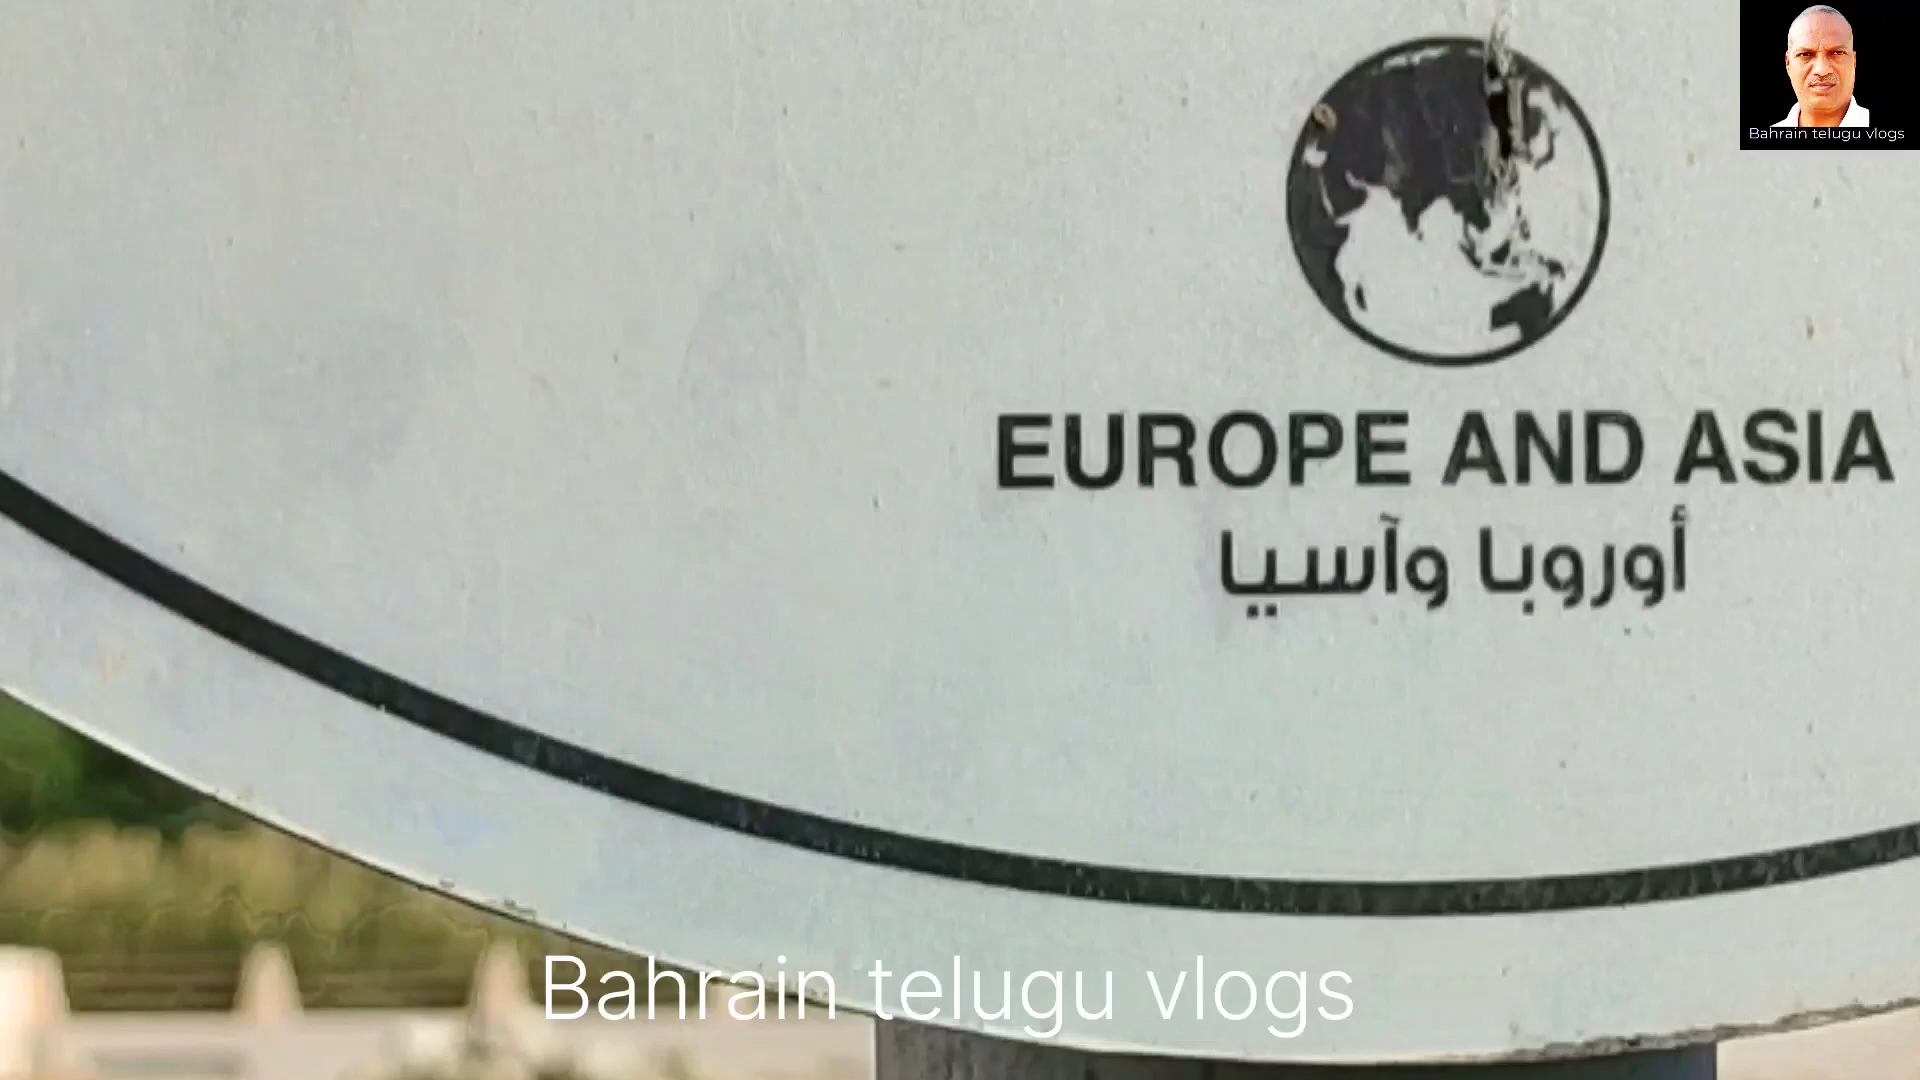 Bahrain telugu vlogs
EUROPE AND ASIA
أوروبا وآسيا
Bahrain telugu vlogs